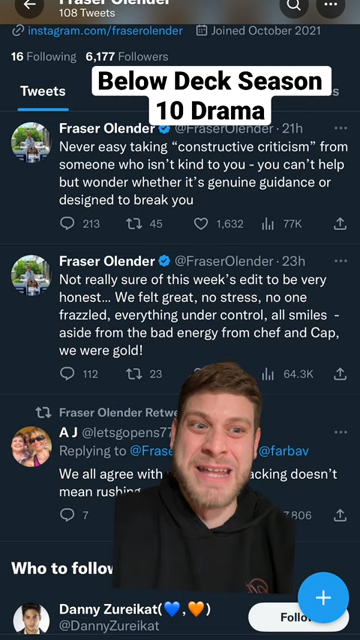 Fraser Olender
108 Tweets
instagram.com/fraserolender Joined October 2021
16 Following 6,177 Followers
Below Deck Season
10 Drama
Tweets
Fraser Olender @FraserOlender · 21h
Never easy taking “constructive criticism” from
someone who isn’t kind to you - you can’t help
but wonder whether it’s genuine guidance or
designed to break you
213 45 1,632 77K
Fraser Olender @FraserOlender · 23h
Not really sure of this week’s edit to be very
honest... We felt great, no stress, no one
frazzled, everything under control, all smiles -
aside from the bad energy from chef and Cap,
we were gold!
112 23 64.3K
Fraser Olender
A J @letsgopens7
Replying to @farbav
We all agree with doesn’t
mean
7
Who to
Danny Zureikat(💙,🧡)
@DannyZureikat